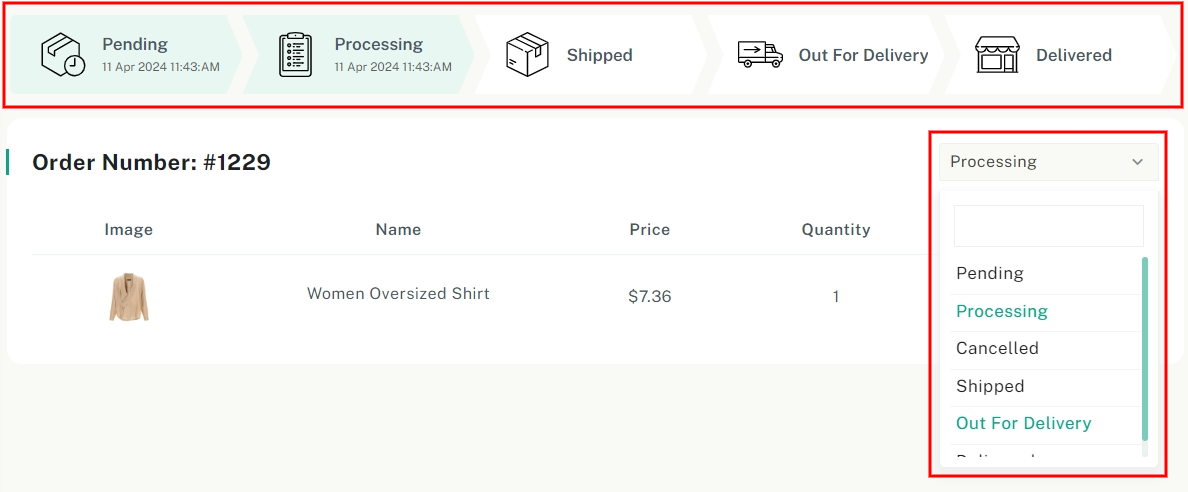 Pending
11 Apr 2024 11:43:AM
Processing
11 Apr 2024 11:43:AM
Shipped
Out For Delivery
Delivered
Order Number: #1229
Processing
Image Name Price Quantity
Women Oversized Shirt $7.36 1
Pending
Processing
Cancelled
Shipped
Out For Delivery